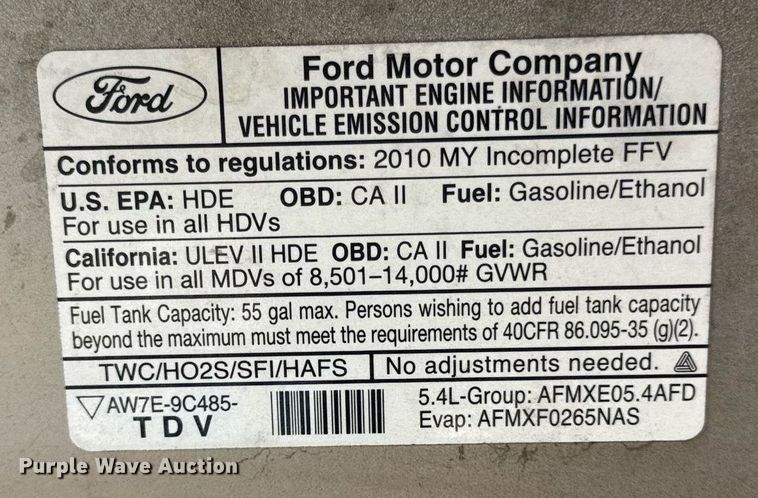 Ford
Ford Motor Company
IMPORTANT ENGINE INFORMATION/
VEHICLE EMISSION CONTROL INFORMATION
Conforms to regulations: 2010 MY Incomplete FFV
U.S. EPA: HDE OBD: CA II Fuel: Gasoline/Ethanol
For use in all HDVs
California: ULEV II HDE OBD: CA II Fuel: Gasoline/Ethanol
For use in all MDVs of 8,501–14,000# GVWR
Fuel Tank Capacity: 55 gal max. Persons wishing to add fuel tank capacity
beyond the maximum must meet the requirements of 40CFR 86.095-35 (g)(2).
TWC/HO2S/SFI/HAFS No adjustments needed.
AW7E-9C485-
TDV
5.4L-Group: AFMXE05.4AFD
Evap: AFMXF0265NAS
Purple Wave Auction